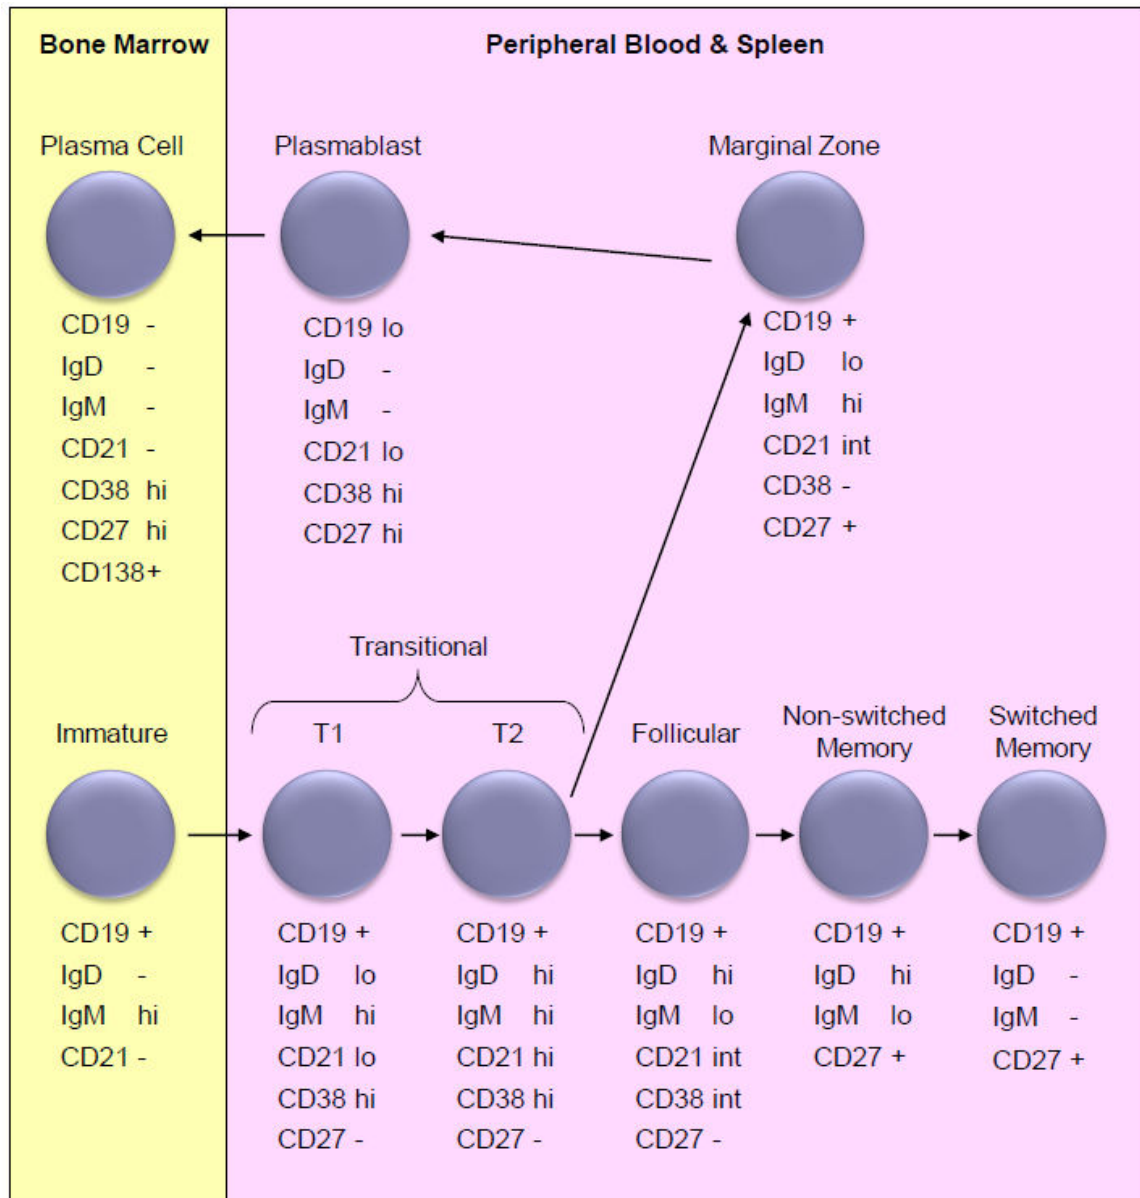 Bone Marrow
Peripheral Blood & Spleen
Plasma Cell
CD19 -
IgD -
IgM -
CD21 -
CD38 hi
CD27 hi
CD138+
Plasmablast
CD19 lo
IgD -
IgM -
CD21 lo
CD38 hi
CD27 hi
Marginal Zone
CD19 +
IgD lo
IgM hi
CD21 int
CD38 -
CD27 +
Immature
CD19 +
IgD -
IgM hi
CD21 -
Transitional
T1
CD19 +
IgD lo
IgM hi
CD21 lo
CD38 hi
CD27 -
T2
CD19 +
IgD hi
IgM hi
CD21 hi
CD38 hi
CD27 -
Follicular
CD19 +
IgD hi
IgM lo
CD21 int
CD38 int
CD27 -
Non-switched
Memory
CD19 +
IgD hi
IgM lo
CD27 +
Switched
Memory
CD19 +
IgD -
IgM -
CD27 +